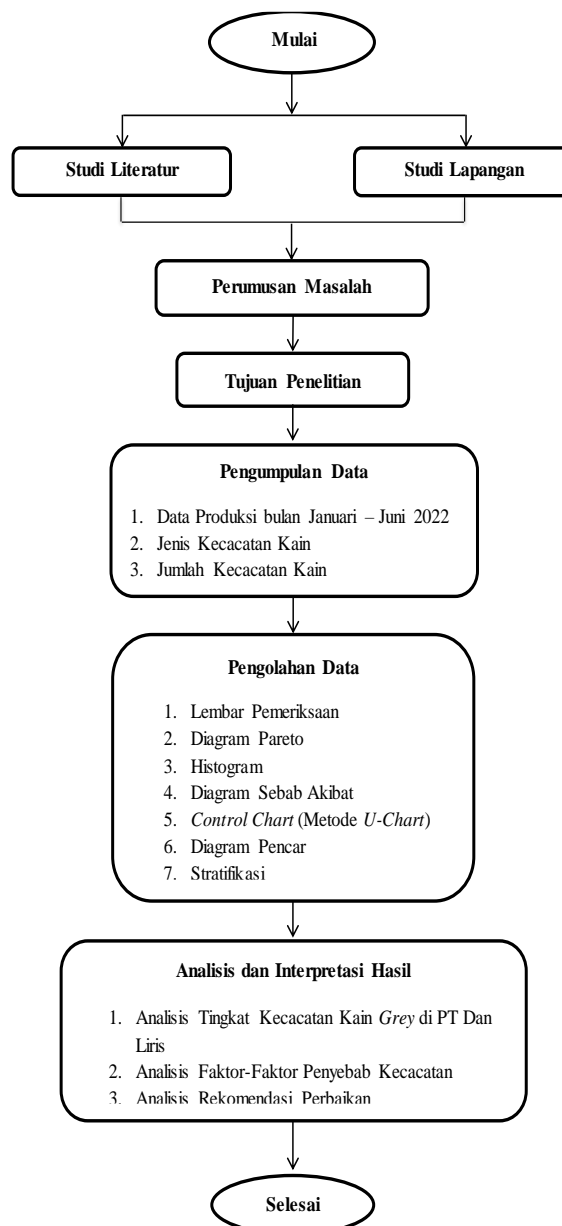 Mulai
Studi Literatur
Studi Lapangan
Perumusan Masalah
Tujuan Penelitian
Pengumpulan Data
1. Data Produksi bulan Januari – Juni 2022
2. Jenis Kecacatan Kain
3. Jumlah Kecacatan Kain
Pengolahan Data
1. Lembar Pemeriksaan
2. Diagram Pareto
3. Histogram
4. Diagram Sebab Akibat
5. Control Chart (Metode U-Chart)
6. Diagram Pencar
7. Stratifikasi
Analisis dan Interpretasi Hasil
1. Analisis Tingkat Kecacatan Kain Grey di PT Dan
Liris
2. Analisis Faktor-Faktor Penyebab Kecacatan
3. Analisis Rekomendasi Perbaikan
Selesai